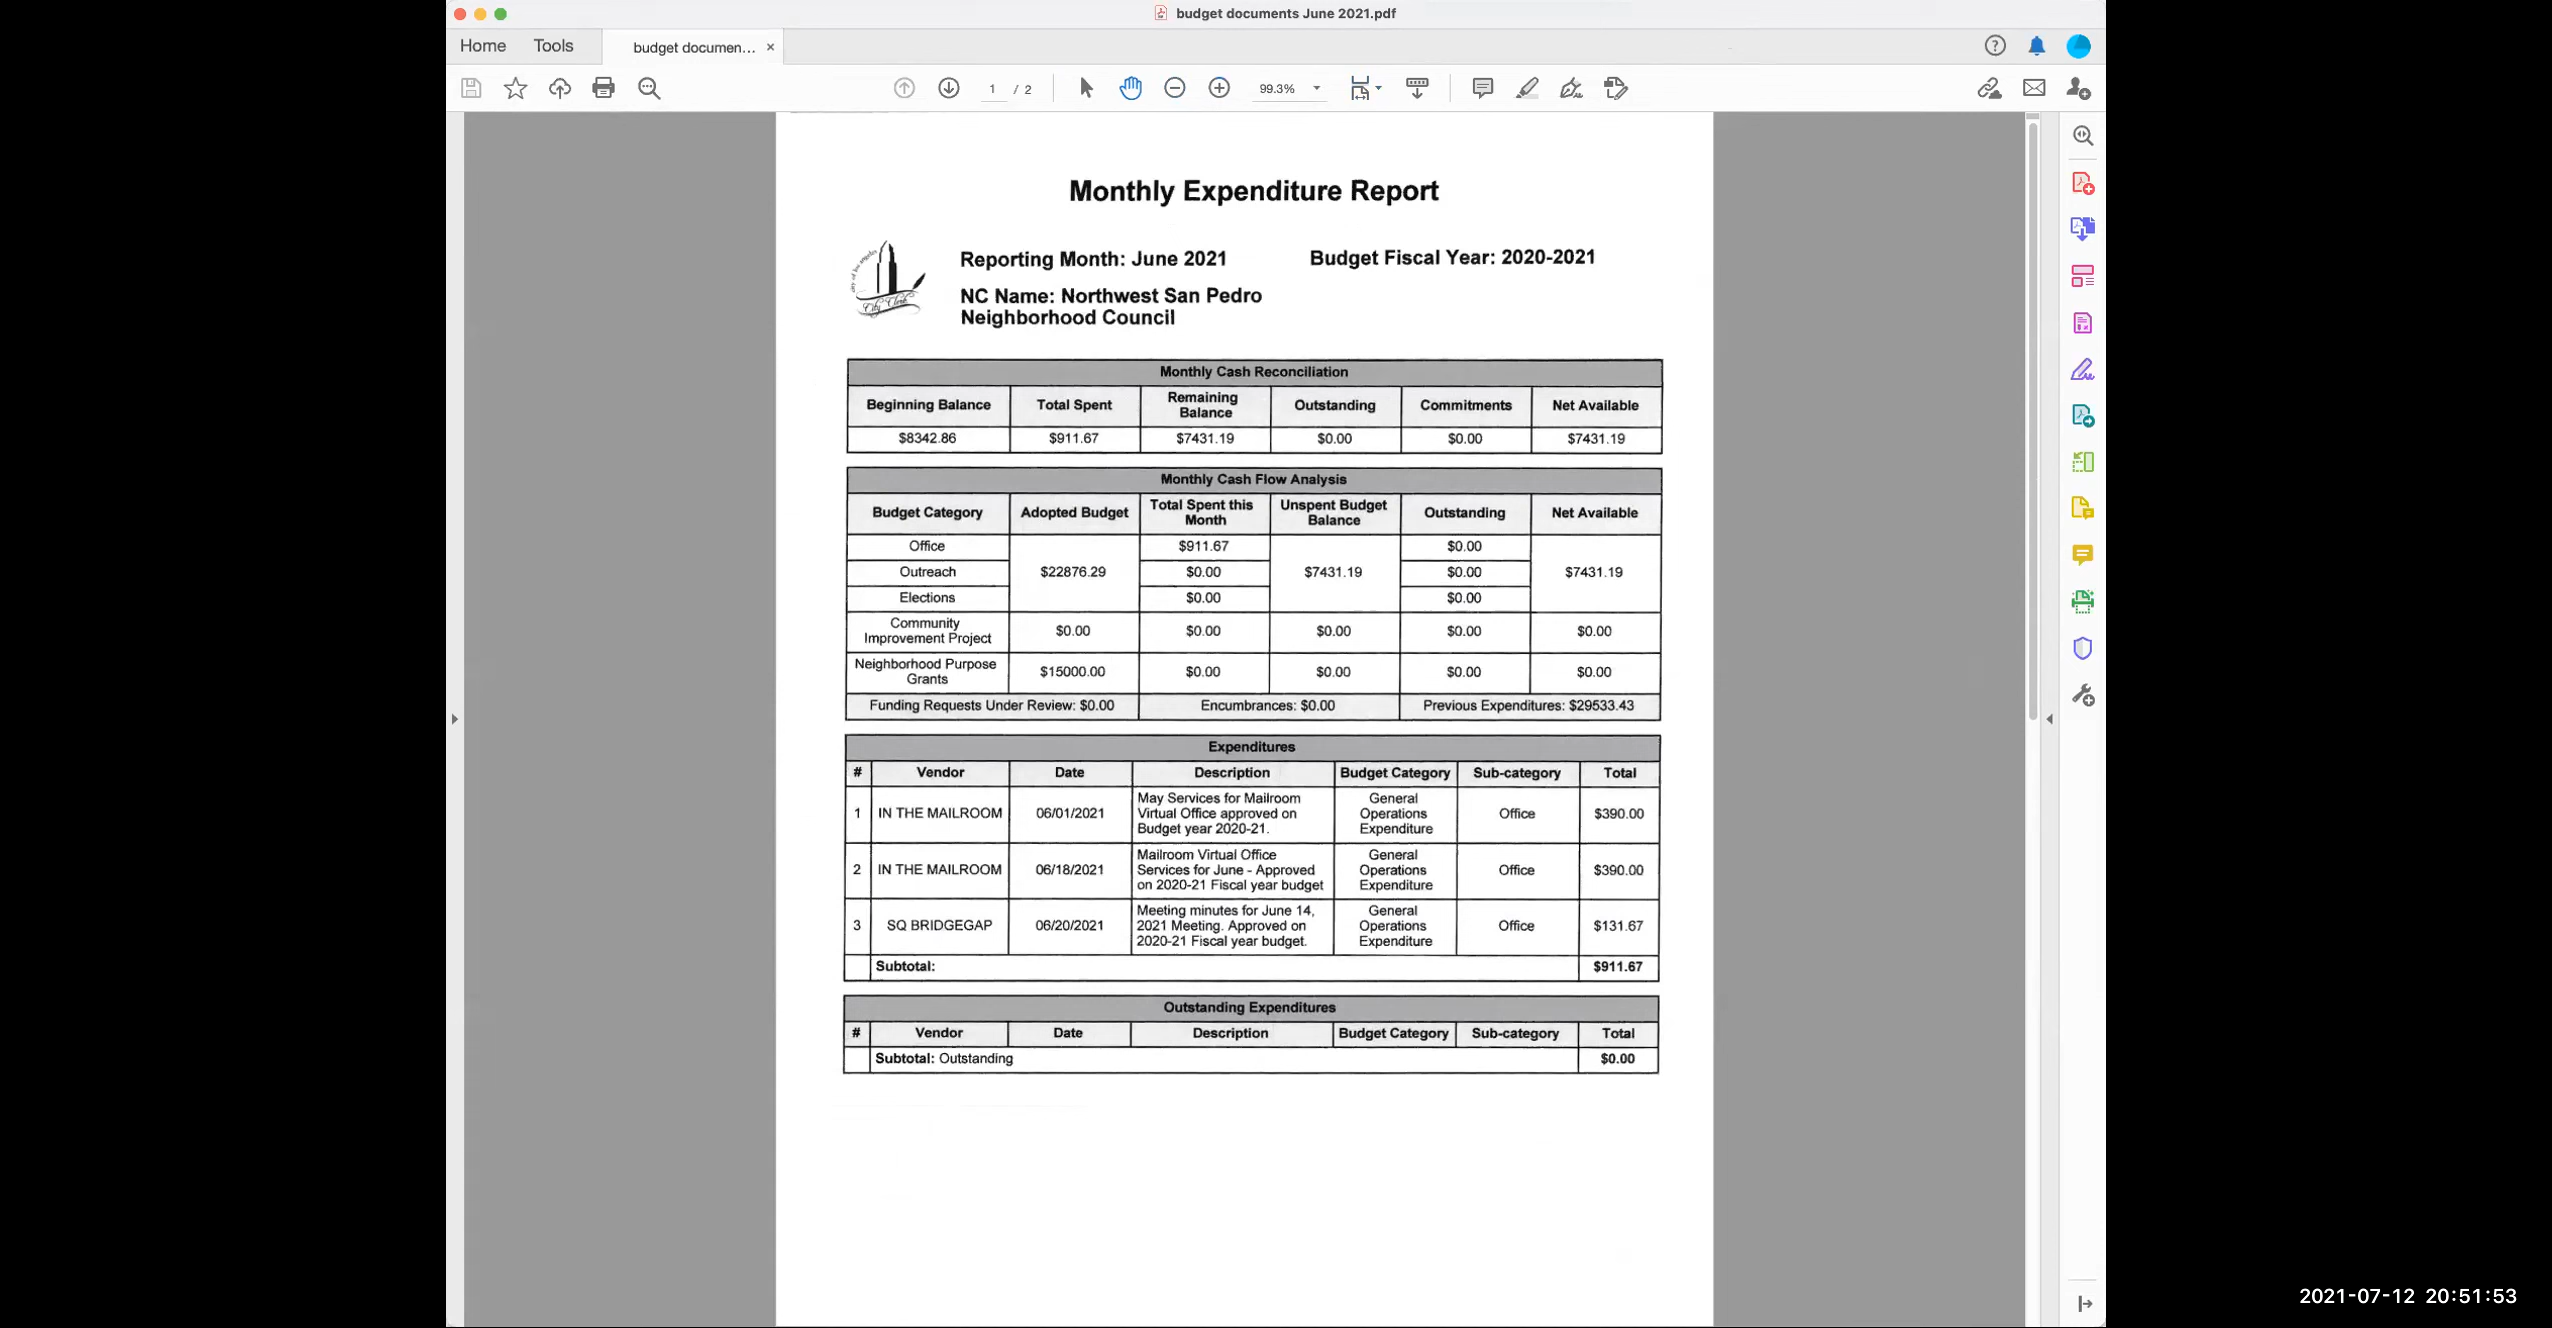 budget documents June 2021.pdf
Home Tools budget documen... ×
1 / 2 99.3%
Monthly Expenditure Report
Reporting Month: June 2021 Budget Fiscal Year: 2020-2021
NC Name: Northwest San Pedro
Neighborhood Council
city of los angeles
City Clerk
Monthly Cash Reconciliation
Beginning Balance Total Spent Remaining Balance Outstanding Commitments Net Available
$8342.86 $911.67 $7431.19 $0.00 $0.00 $7431.19
Monthly Cash Flow Analysis
Budget Category Adopted Budget Total Spent this Month Unspent Budget Balance Outstanding Net Available
Office $911.67 $0.00
Outreach $22876.29 $0.00 $7431.19 $0.00 $7431.19
Elections $0.00 $0.00
Community Improvement Project $0.00 $0.00 $0.00 $0.00 $0.00
Neighborhood Purpose Grants $15000.00 $0.00 $0.00 $0.00 $0.00
Funding Requests Under Review: $0.00 Encumbrances: $0.00 Previous Expenditures: $29533.43
Expenditures
# Vendor Date Description Budget Category Sub-category Total
1 IN THE MAILROOM 06/01/2021 May Services for Mailroom Virtual Office approved on Budget year 2020-21. General Operations Expenditure Office $390.00
2 IN THE MAILROOM 06/18/2021 Mailroom Virtual Office Services for June - Approved on 2020-21 Fiscal year budget General Operations Expenditure Office $390.00
3 SQ BRIDGEGAP 06/20/2021 Meeting minutes for June 14, 2021 Meeting. Approved on 2020-21 Fiscal year budget. General Operations Expenditure Office $131.67
Subtotal: $911.67
Outstanding Expenditures
# Vendor Date Description Budget Category Sub-category Total
Subtotal: Outstanding $0.00
2021-07-12 20:51:53